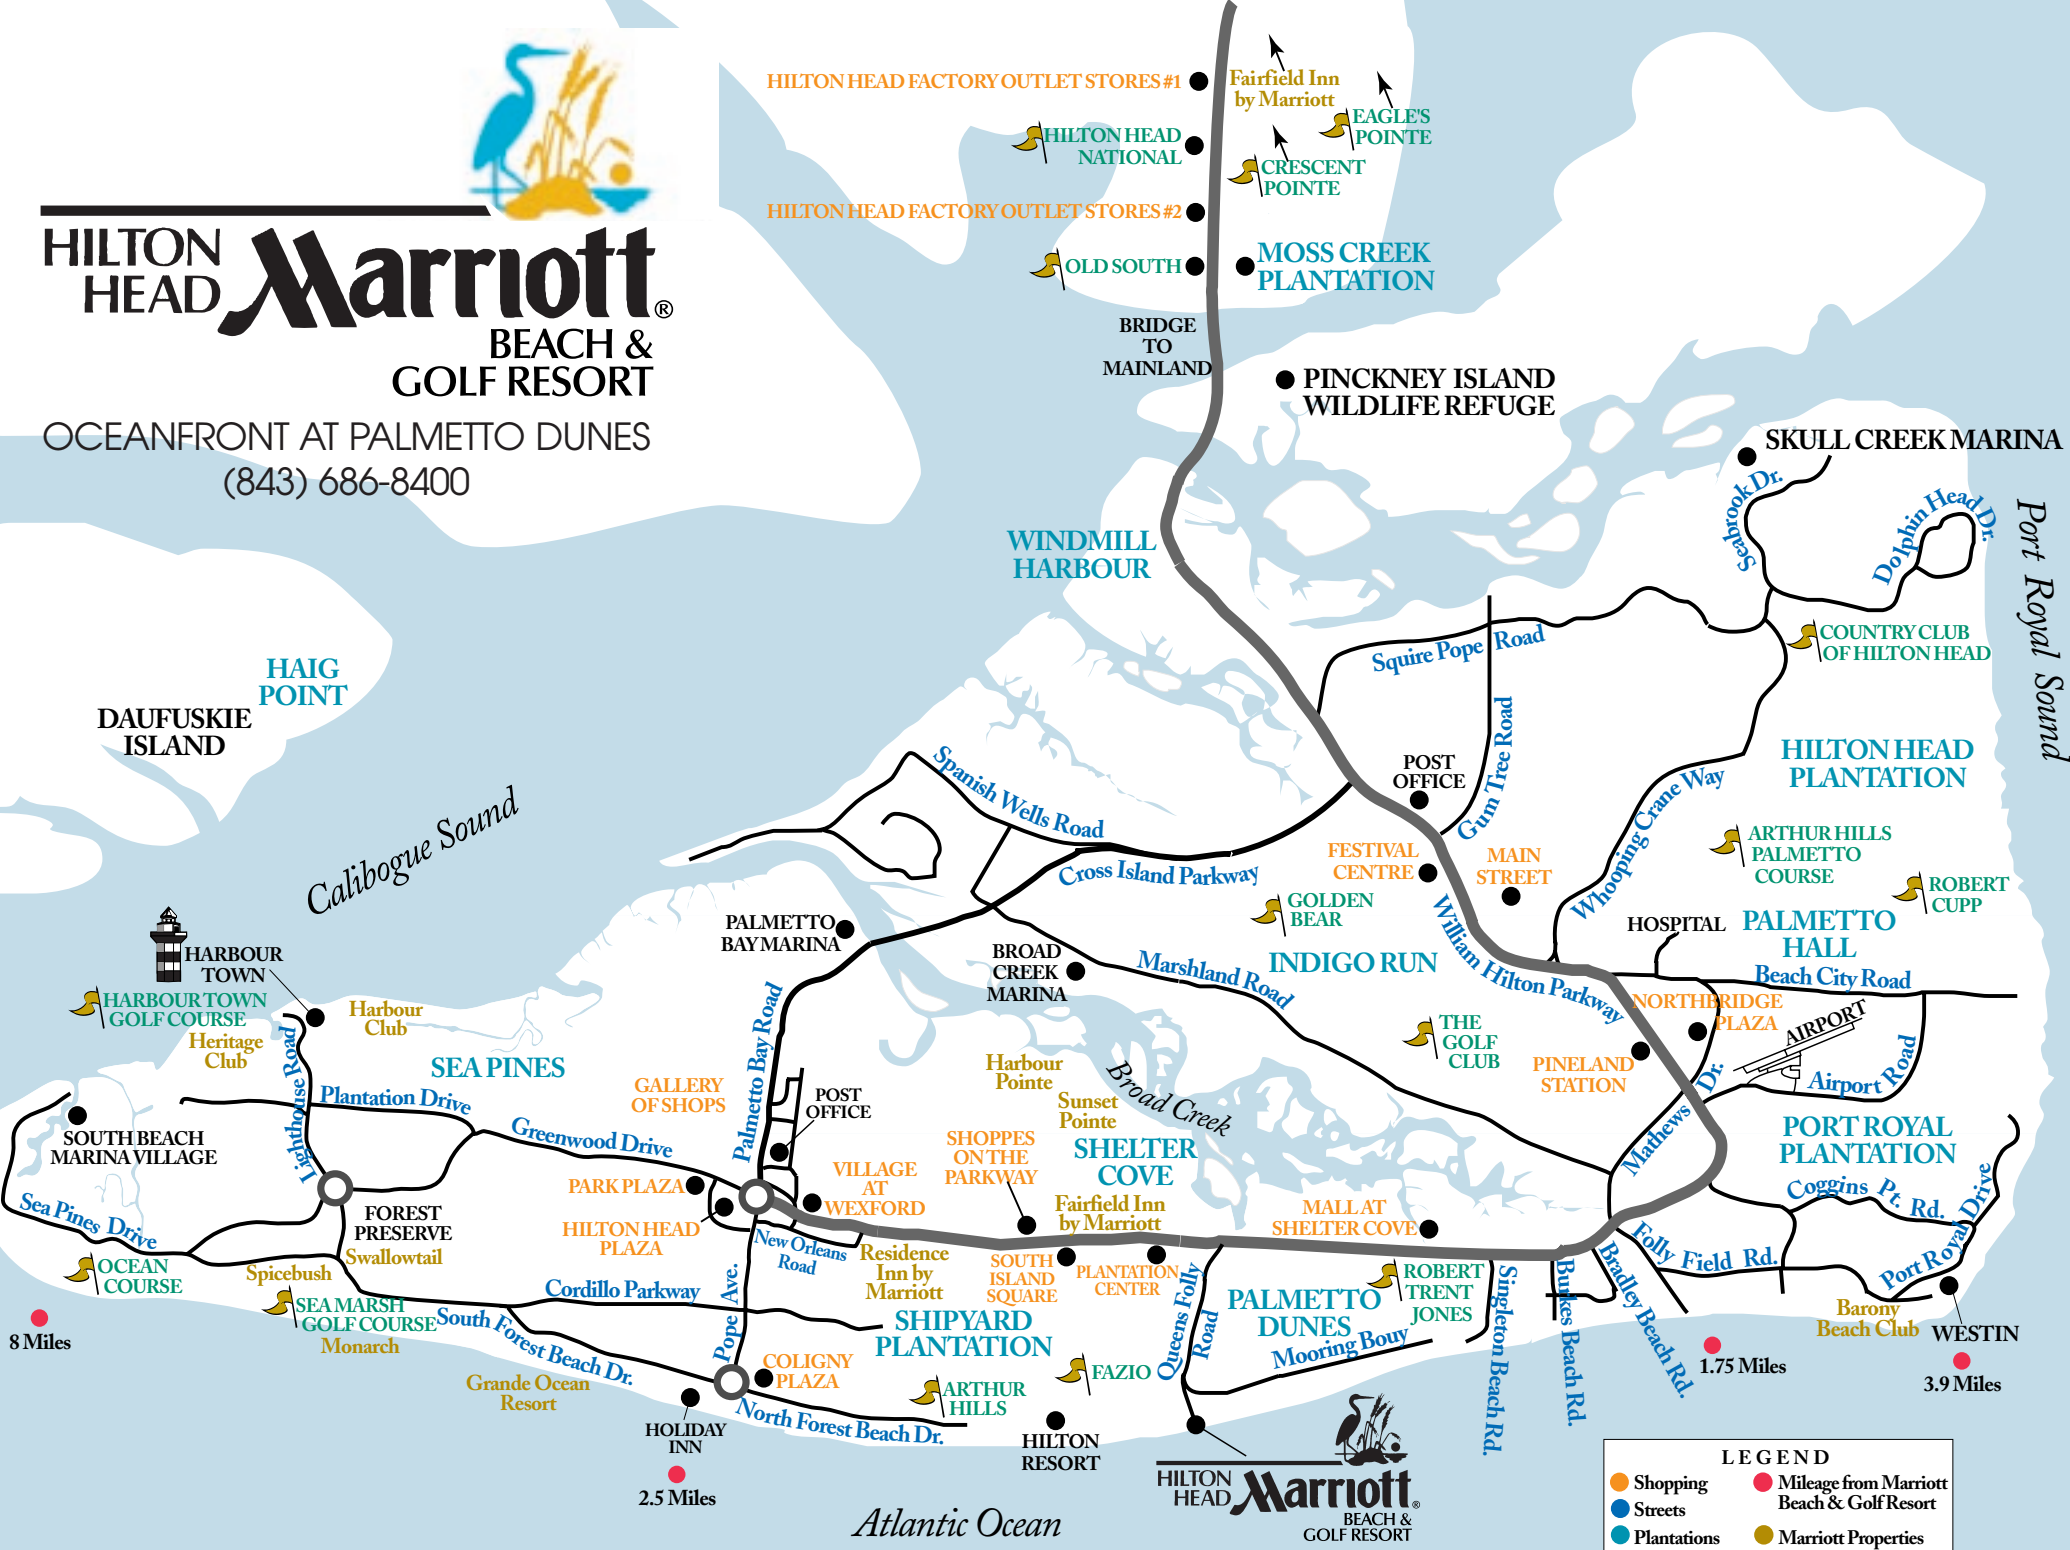 HILTON
HEAD
Marriott®
BEACH &
GOLF RESORT
OCEANFRONT AT PALMETTO DUNES
(843) 686-8400
HILTON HEAD FACTORY OUTLET STORES #1
Fairfield Inn
by Marriott
EAGLE'S
POINTE
HILTON HEAD
NATIONAL
CRESCENT
POINTE
HILTON HEAD FACTORY OUTLET STORES #2
OLD SOUTH
MOSS CREEK
PLANTATION
BRIDGE
TO
MAINLAND
PINCKNEY ISLAND
WILDLIFE REFUGE
SKULL CREEK MARINA
Seabrook Dr.
Dolphin Head Dr.
Port Royal Sound
WINDMILL
HARBOUR
Squire Pope Road
COUNTRY CLUB
OF HILTON HEAD
HAIG
POINT
DAUFUSKIE
ISLAND
Gum Tree Road
HILTON HEAD
PLANTATION
POST
OFFICE
Whooping Crane Way
Spanish Wells Road
Calibogue Sound
Cross Island Parkway
FESTIVAL
CENTRE
MAIN
STREET
ARTHUR HILLS
PALMETTO
COURSE
ROBERT
CUPP
GOLDEN
BEAR
William Hilton Parkway
HOSPITAL
PALMETTO
HALL
PALMETTO
BAY MARINA
BROAD
CREEK
MARINA
Marshland Road
INDIGO RUN
Beach City Road
HARBOUR
TOWN
HARBOUR TOWN
GOLF COURSE
Heritage
Club
Harbour
Club
Lighthouse Road
NORTHBRIDGE
PLAZA
AIRPORT
Airport Road
THE
GOLF
CLUB
PINELAND
STATION
Mathews Dr.
SEA PINES
Plantation Drive
GALLERY
OF SHOPS
Palmetto Bay Road
POST
OFFICE
Harbour
Pointe
Sunset
Pointe
Broad Creek
SHELTER
COVE
SOUTH BEACH
MARINA VILLAGE
Greenwood Drive
SHOPPES
ON THE
PARKWAY
PORT ROYAL
PLANTATION
PARK PLAZA
VILLAGE
AT
WEXFORD
Fairfield Inn
by Marriott
MALL AT
SHELTER COVE
Coggins Pt. Rd.
Port Royal Drive
Sea Pines Drive
FOREST
PRESERVE
HILTON HEAD
PLAZA
New Orleans
Road
Residence
Inn by
Marriott
SOUTH
ISLAND
SQUARE
PLANTATION
CENTER
Folly Field Rd.
Swallowtail
Spicebush
OCEAN
COURSE
SEA MARSH
GOLF COURSE
Monarch
Cordillo Parkway
Pope Ave.
South Forest Beach Dr.
SHIPYARD
PLANTATION
Queens Folly
Road
PALMETTO
DUNES
ROBERT
TRENT
JONES
Mooring Bouy
Singleton Beach Rd.
Burkes Beach Rd.
Bradley Beach Rd.
Barony
Beach Club
WESTIN
8 Miles
1.75 Miles
3.9 Miles
COLIGNY
PLAZA
Grande Ocean
Resort
FAZIO
ARTHUR
HILLS
HOLIDAY
INN
North Forest Beach Dr.
HILTON
RESORT
2.5 Miles
Atlantic Ocean
HILTON
HEAD
Marriott®
BEACH &
GOLF RESORT
LEGEND
Shopping
Streets
Plantations
Mileage from Marriott
Beach & Golf Resort
Marriott Properties